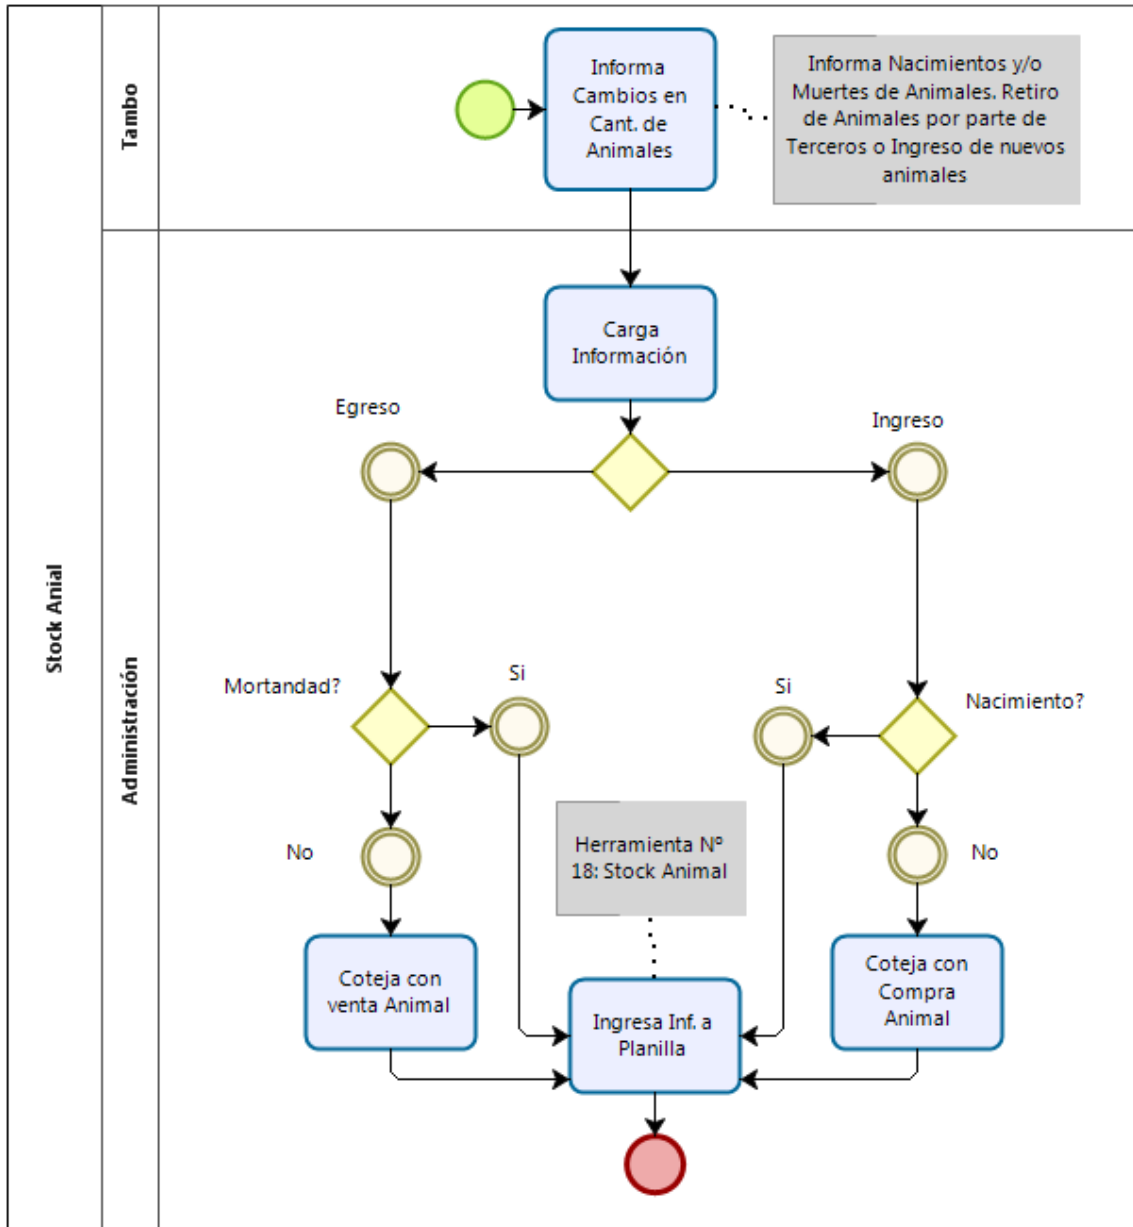 Stock Anial
Tambo
Informa
Cambios en
Cant. de
Animales
Informa Nacimientos y/o
Muertes de Animales. Retiro
de Animales por parte de
Terceros o Ingreso de nuevos
animales
Administración
Carga
Información
Egreso
Ingreso
Mortandad?
Si
Si
Nacimiento?
No
Herramienta Nº
18: Stock Animal
No
Coteja con
venta Animal
Ingresa Inf. a
Planilla
Coteja con
Compra
Animal